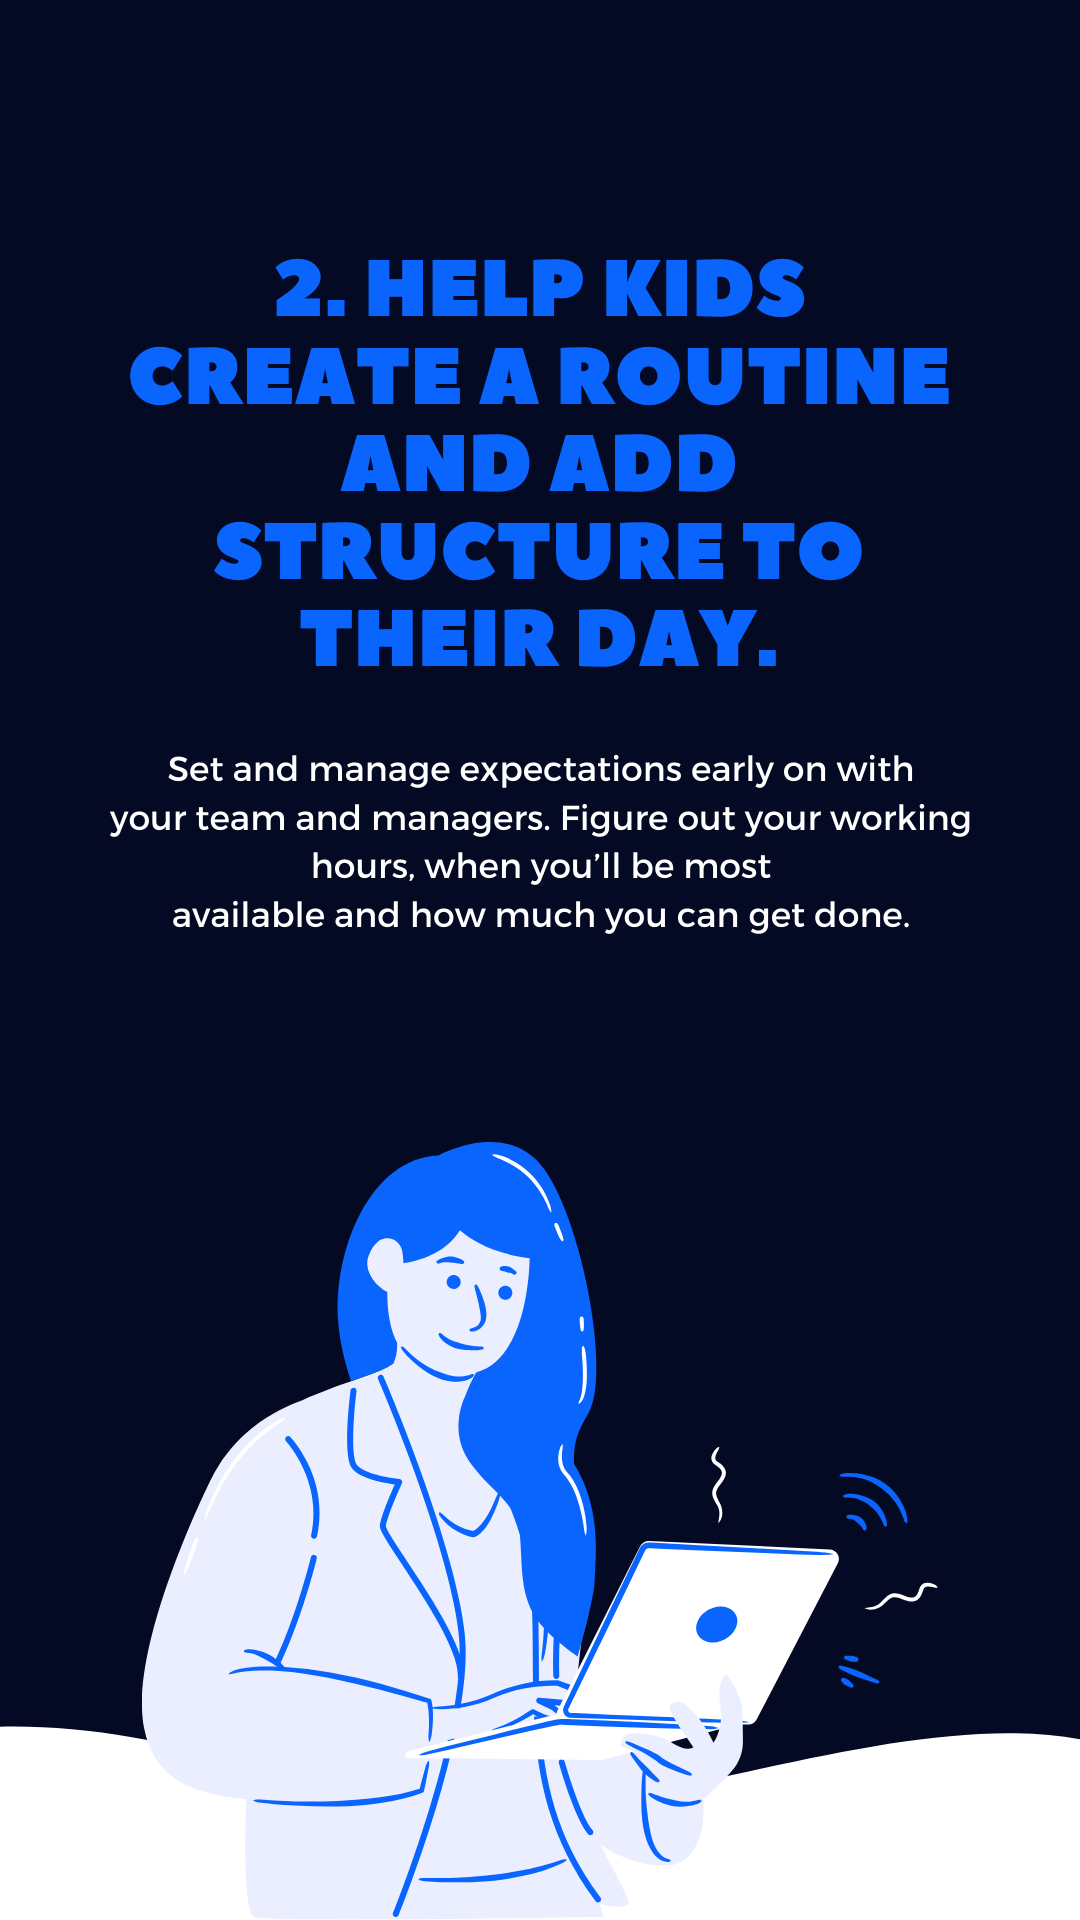 2. HELP KIDS
CREATE A ROUTINE
AND ADD
STRUCTURE TO
THEIR DAY.
Set and manage expectations early on with
your team and managers. Figure out your working
hours, when you’ll be most
available and how much you can get done.